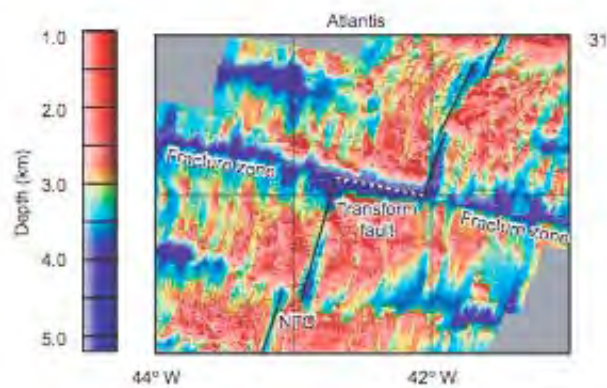 Atlantis
1.0
31
2.0
Fracture zone
3.0
Transform
fault
Fracture zone
Depth (km)
4.0
NTO
5.0
44° W
42° W